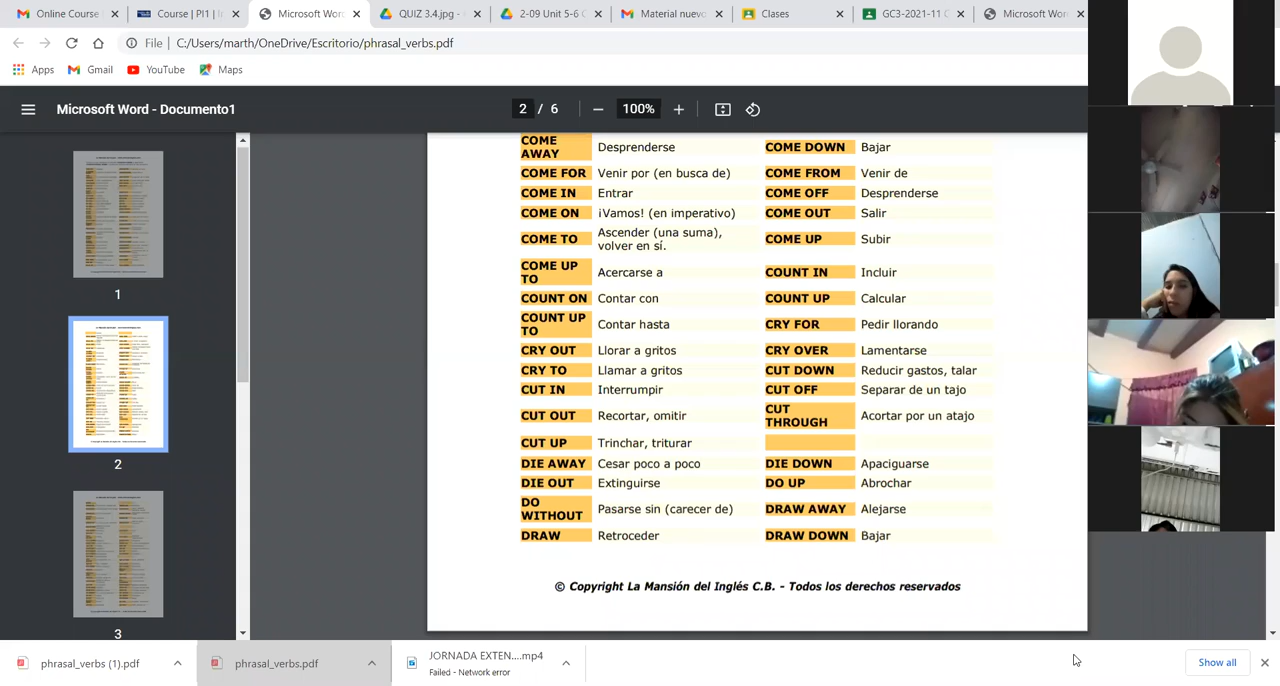 Online Course
Course | PI1 | In
Microsoft Word
QUIZ 3.4.jpg -
2-09 Unit 5-6 C
Material nuevo
Clases
GC3-2021-11 C
Microsoft Wor
File C:/Users/marth/OneDrive/Escritorio/phrasal_verbs.pdf
Apps Gmail YouTube Maps
Microsoft Word - Documento1 2 / 6 100%
COME AWAY Desprenderse COME DOWN Bajar
COME FOR Venir por (en busca de) COME FROM Venir de
COME IN Entrar COME OFF Desprenderse
COME ON ¡Vamos! (en imperativo) COME OUT Salir
COME TO Ascender (una suma), volver en sí. COME UP Subir
COME UP TO Acercarse a COUNT IN Incluir
COUNT ON Contar con COUNT UP Calcular
COUNT UP TO Contar hasta CRY FOR Pedir llorando
CRY OUT Llorar a gritos CRY OVER Lamentarse
CRY TO Llamar a gritos CUT DOWN Reducir gastos, talar
CUT IN Interrumpir CUT OFF Separar de un tajo
CUT OUT Recortar, omitir CUT THROUGH Acortar por un atajo
CUT UP Trinchar, triturar
DIE AWAY Cesar poco a poco DIE DOWN Apaciguarse
DIE OUT Extinguirse DO UP Abrochar
DO WITHOUT Pasarse sin (carecer de) DRAW AWAY Alejarse
DRAW Retroceder DRAW DOWN Bajar
© Copyright La Mansión del Inglés C.B. - Todos los derechos reservados
1
2
3
phrasal_verbs (1).pdf
phrasal_verbs.pdf
JORNADA EXTEN....mp4
Failed - Network error
Show all